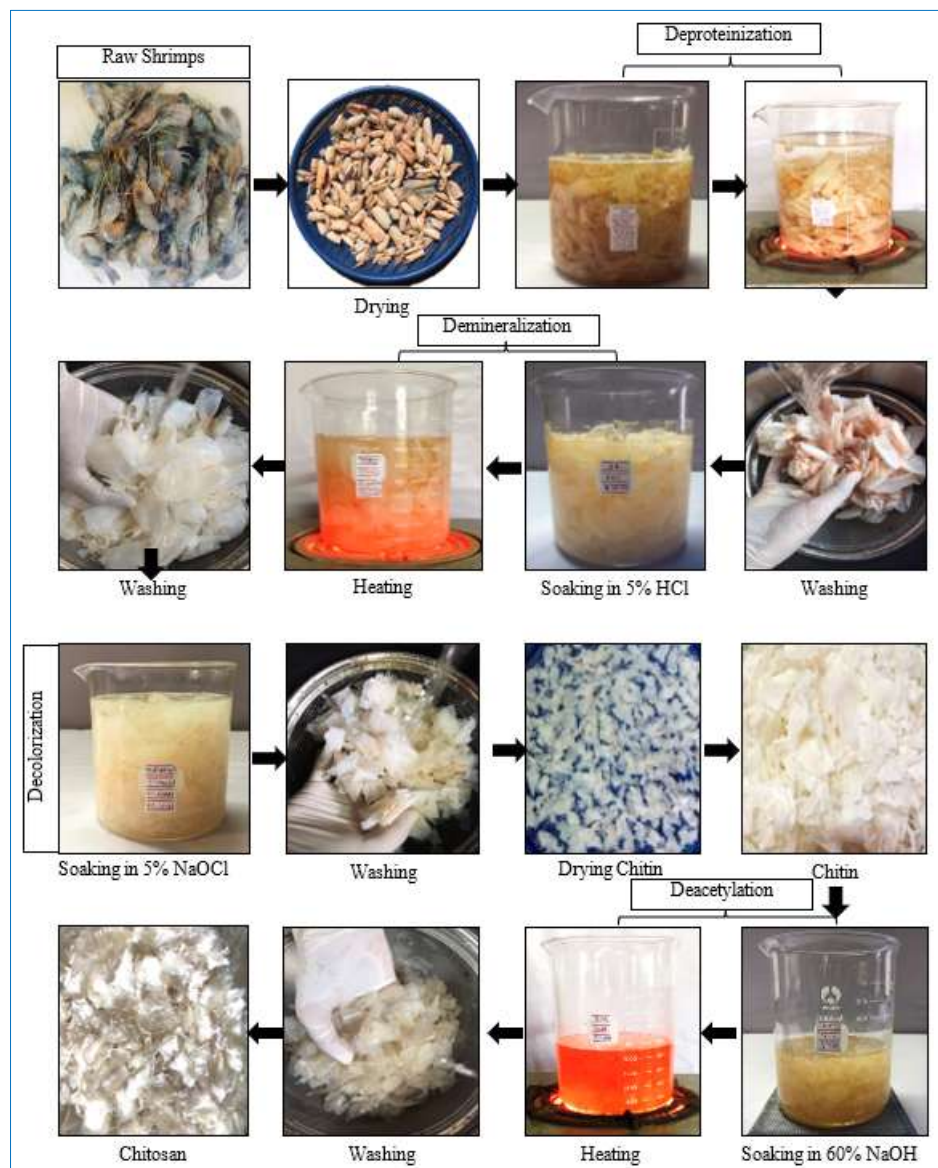 Raw Shrimps
Deproteinization
Drying
Demineralization
Washing
Heating
Soaking in 5% HCl
Washing
Decolorization
Soaking in 5% NaOCl
Washing
Drying Chitin
Chitin
Deacetylation
Chitosan
Washing
Heating
Soaking in 60% NaOH